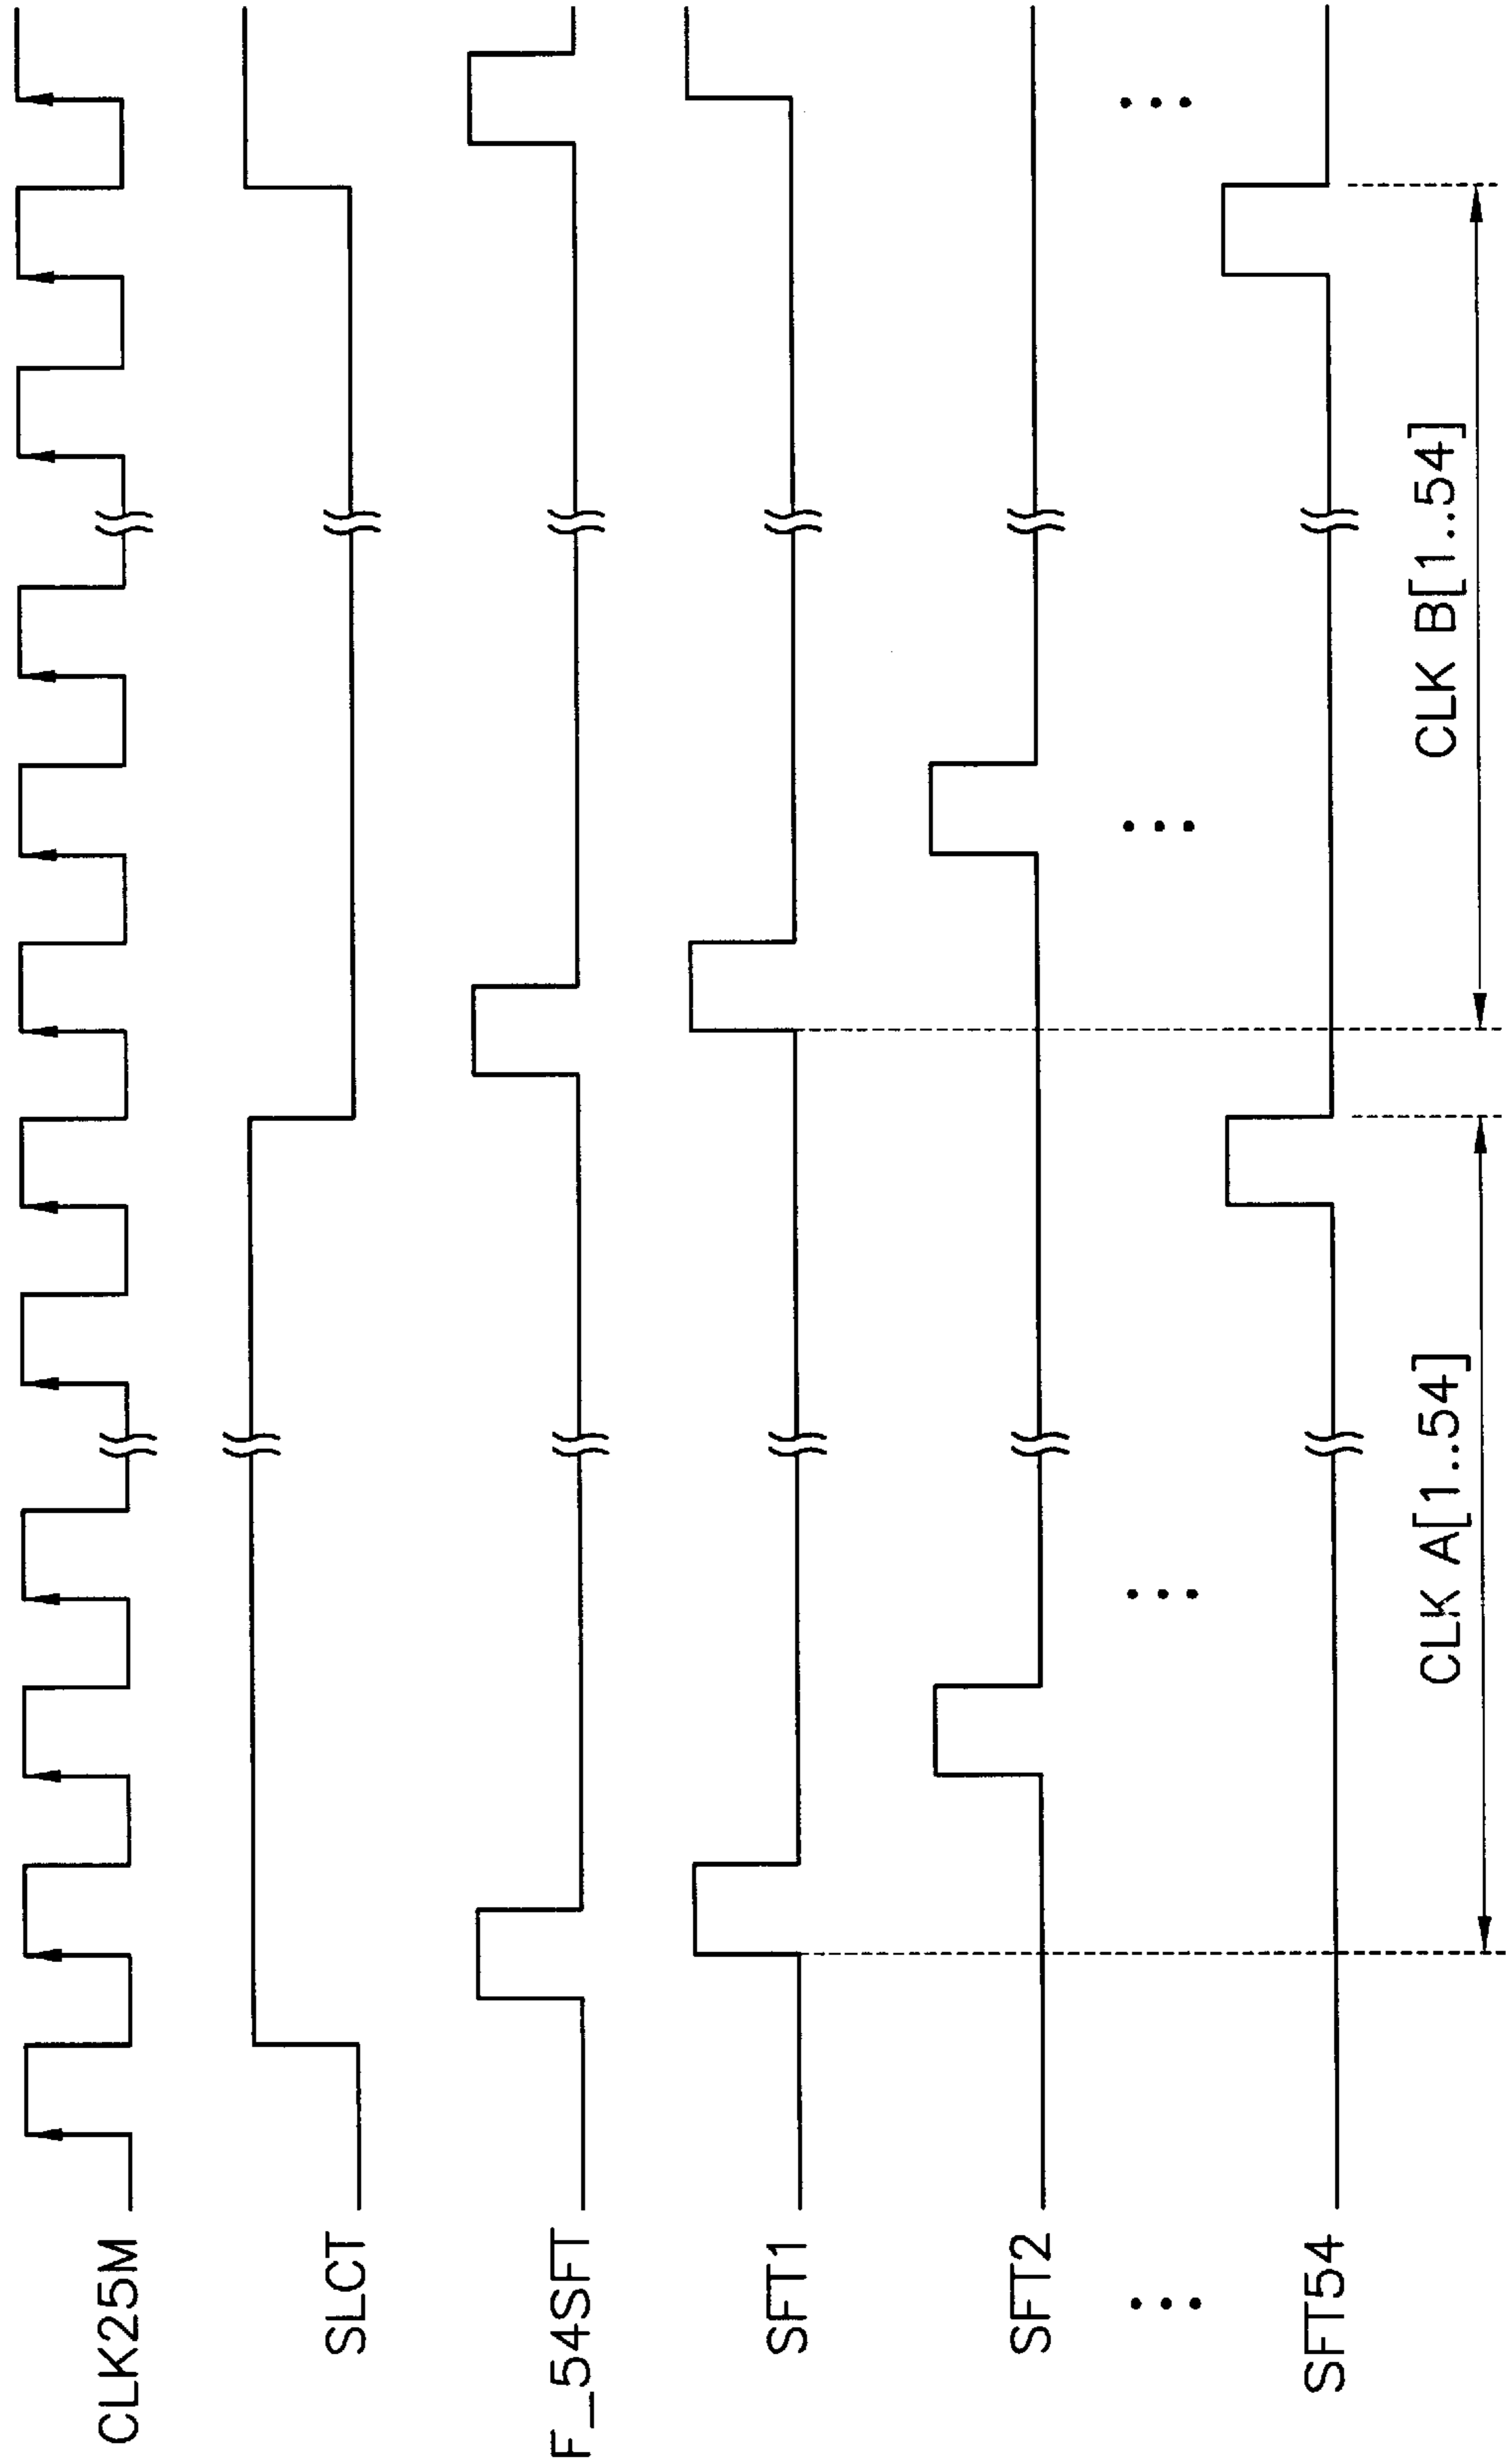 CLK25M
SLCT
F_54SFT
SFT1
SFT2
...
SFT54
CLK A[1..54]
CLK B[1..54]